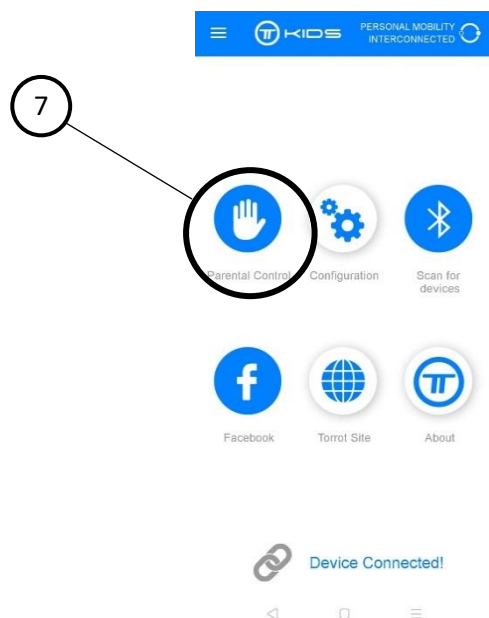 KIDS
PERSONAL MOBILITY
INTERCONNECTED
7
Parental Control
Configuration
Scan for
devices
Facebook
Torrot Site
About
Device Connected!